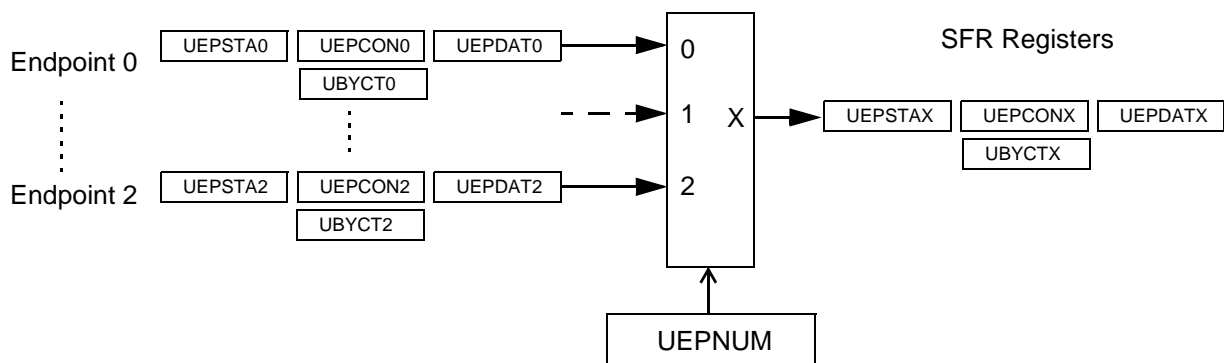 Endpoint 0
UEPSTA0 UEPCON0 UEPDAT0
UBYCT0
0
SFR Registers
1 X
UEPSTAX UEPCONX UEPDATX
UBYCTX
Endpoint 2
UEPSTA2 UEPCON2 UEPDAT2
UBYCT2
2
UEPNUM